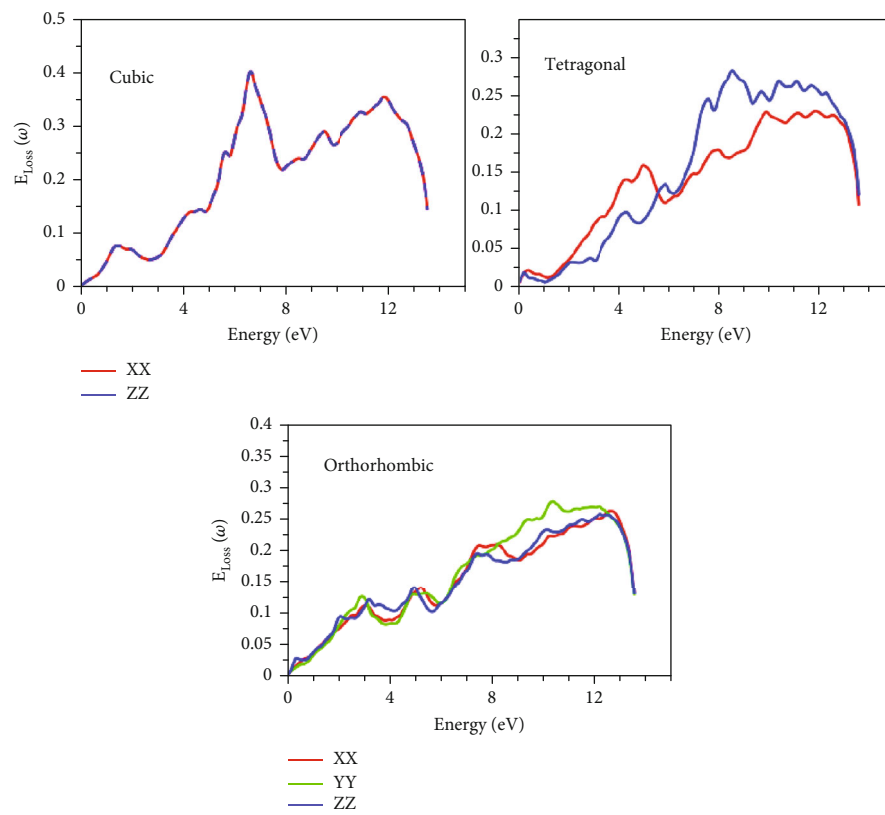 0.5
0.4
0.3
0.2
0.1
0
E_Loss (ω)
Cubic
0 4 8 12
Energy (eV)
XX
ZZ
0.3
0.25
0.2
0.15
0.1
0.05
0
E_Loss (ω)
Tetragonal
0 4 8 12
Energy (eV)
0.4
0.35
0.3
0.25
0.2
0.15
0.1
0.05
0
E_Loss (ω)
Orthorhombic
0 4 8 12
Energy (eV)
XX
YY
ZZ